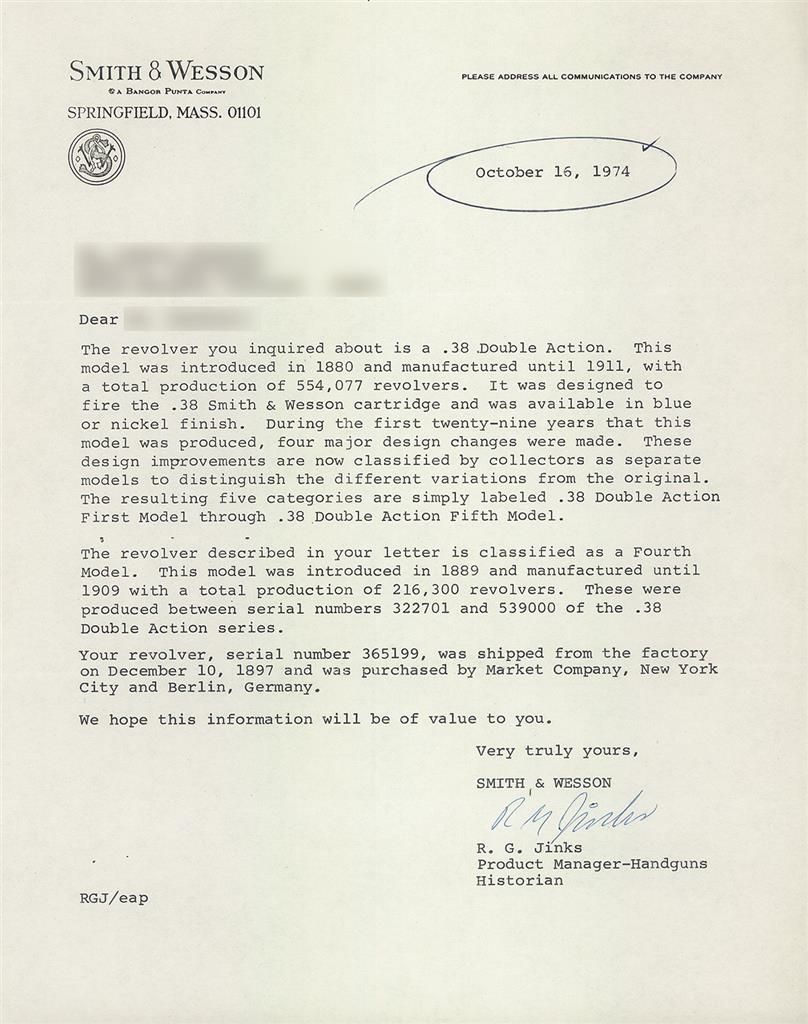 SMITH & WESSON
PLEASE ADDRESS ALL COMMUNICATIONS TO THE COMPANY
A BANGOR PUNTA COMPANY
SPRINGFIELD, MASS. 01101
October 16, 1974
Dear
The revolver you inquired about is a .38 Double Action. This
model was introduced in 1880 and manufactured until 1911, with
a total production of 554,077 revolvers. It was designed to
fire the .38 Smith & Wesson cartridge and was available in blue
or nickel finish. During the first twenty-nine years that this
model was produced, four major design changes were made. These
design improvements are now classified by collectors as separate
models to distinguish the different variations from the original.
The resulting five categories are simply labeled .38 Double Action
First Model through .38 Double Action Fifth Model.
The revolver described in your letter is classified as a Fourth
Model. This model was introduced in 1889 and manufactured until
1909 with a total production of 216,300 revolvers. These were
produced between serial numbers 322701 and 539000 of the .38
Double Action series.
Your revolver, serial number 365199, was shipped from the factory
on December 10, 1897 and was purchased by Market Company, New York
City and Berlin, Germany.
We hope this information will be of value to you.
Very truly yours,
SMITH & WESSON
R. G. Jinks
Product Manager-Handguns
Historian
RGJ/eap